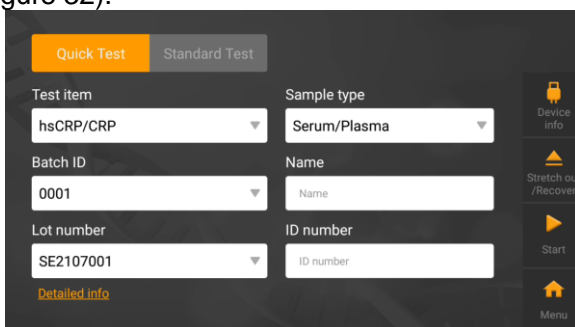 Quick Test
Standard Test
Test item
hsCRP/CRP
Sample type
Serum/Plasma
Batch ID
0001
Name
Name
Lot number
SE2107001
ID number
ID number
Detailed info
Device
info
Stretch ou
/Recover
Start
Menu